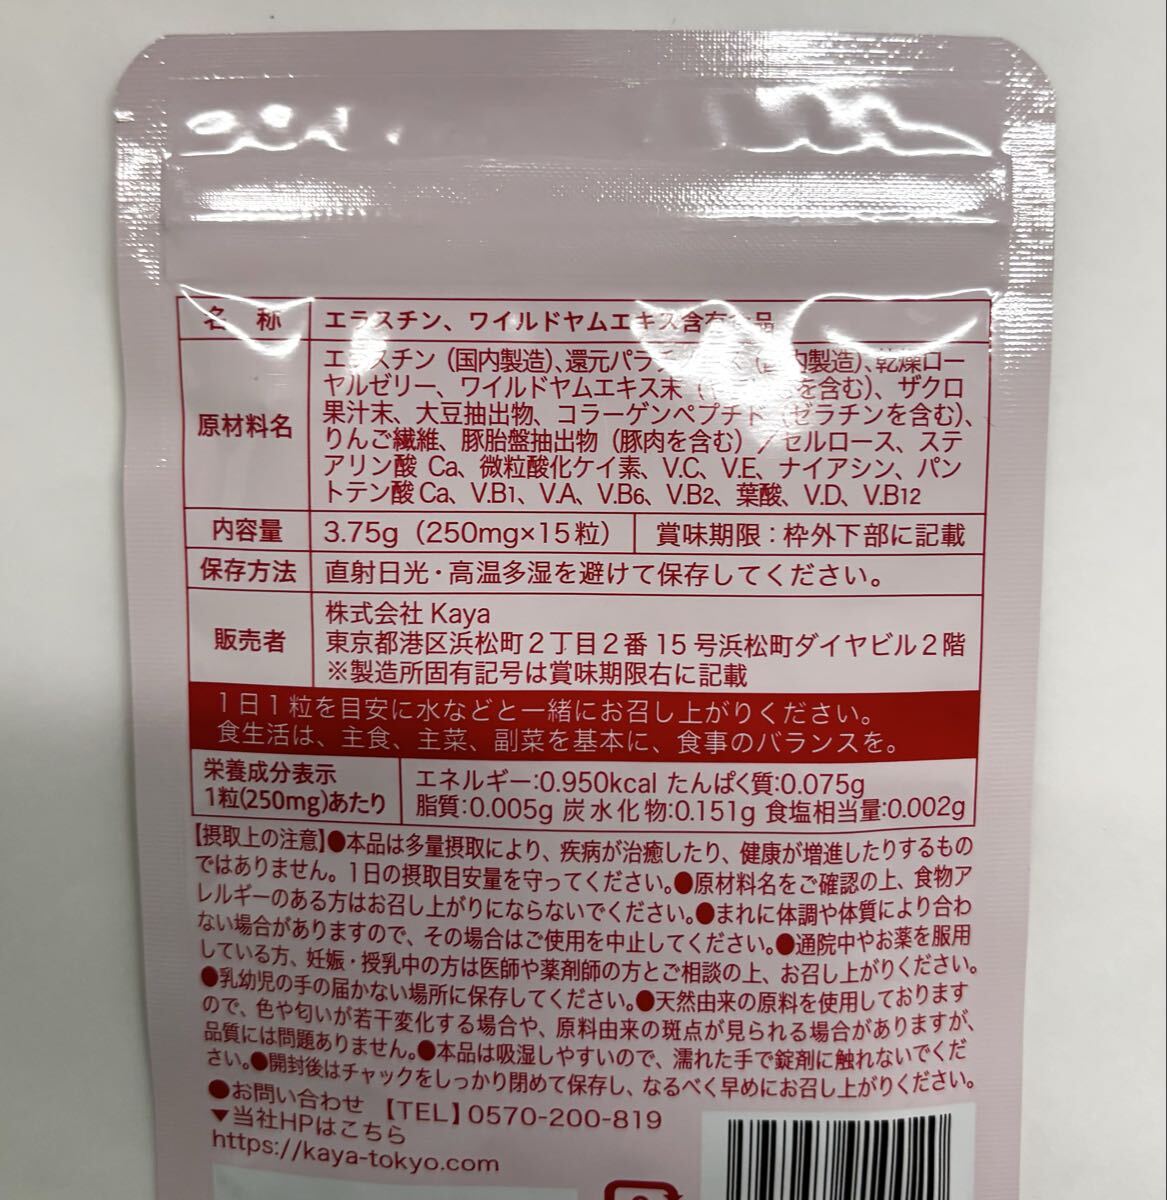 名称 エラスチン、ワイルドヤムエキス含有食品
原材料名
エラスチン（国内製造）、還元パラチノース（国内製造）、乾燥ロー
ヤルゼリー、ワイルドヤムエキス末（を含む）、ザクロ
果汁末、大豆抽出物、コラーゲンペプチド（ゼラチンを含む）、
りんご繊維、豚胎盤抽出物（豚肉を含む）／セルロース、ステ
アリン酸 Ca、微粒酸化ケイ素、V.C、V.E、ナイアシン、パン
トテン酸 Ca、V.B1、V.A、V.B6、V.B2、葉酸、V.D、V.B12
内容量 3.75g（250mg×15粒） 賞味期限：枠外下部に記載
保存方法 直射日光・高温多湿を避けて保存してください。
販売者
株式会社 Kaya
東京都港区浜松町２丁目２番 15 号浜松町ダイヤビル２階
※製造所固有記号は賞味期限右に記載
1日1粒を目安に水などと一緒にお召し上がりください。
食生活は、主食、主菜、副菜を基本に、食事のバランスを。
栄養成分表示
1粒(250mg)あたり
エネルギー:0.950kcal たんぱく質:0.075g
脂質:0.005g 炭水化物:0.151g 食塩相当量:0.002g
【摂取上の注意】●本品は多量摂取により、疾病が治癒したり、健康が増進したりするもの
ではありません。1日の摂取目安量を守ってください。●原材料名をご確認の上、食物ア
レルギーのある方はお召し上がりにならないでください。●まれに体調や体質により合わ
ない場合がありますので、その場合はご使用を中止してください。●通院中やお薬を服用
している方、妊娠・授乳中の方は医師や薬剤師の方とご相談の上、お召し上がりください。
●乳幼児の手の届かない場所に保存してください。●天然由来の原料を使用しております
ので、色や匂いが若干変化する場合や、原料由来の斑点が見られる場合がありますが、
品質には問題ありません。●本品は吸湿しやすいので、濡れた手で錠剤に触れないでくだ
さい。●開封後はチャックをしっかり閉めて保存し、なるべく早めにお召し上がりください。
●お問い合わせ 【TEL】0570-200-819
▼当社HPはこちら
https://kaya-tokyo.com